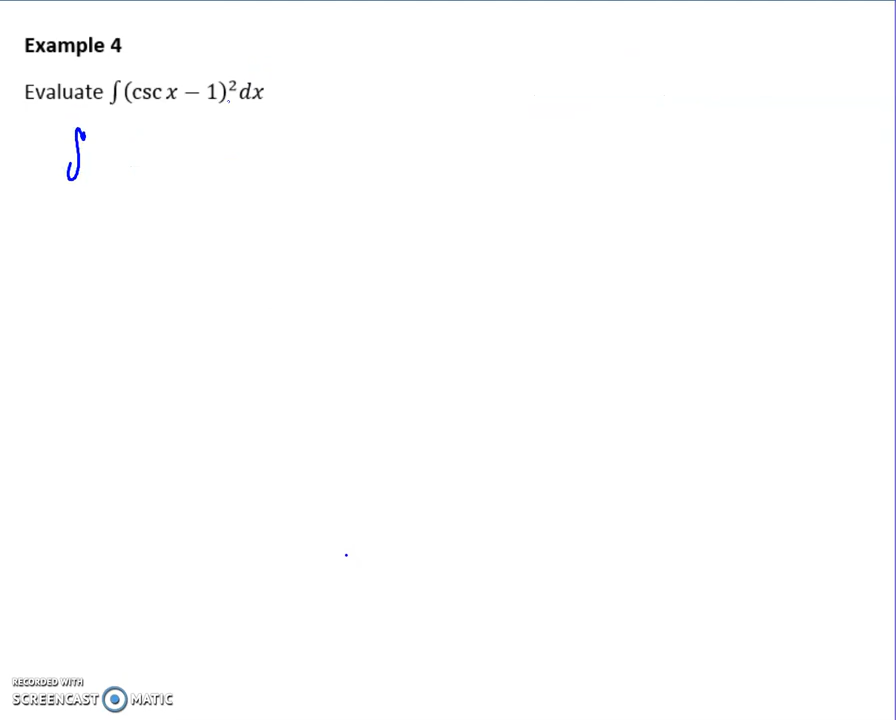 Example 4
Evaluate ∫(csc x − 1)²dx
∫
RECORDED WITH
SCREENCAST MATIC